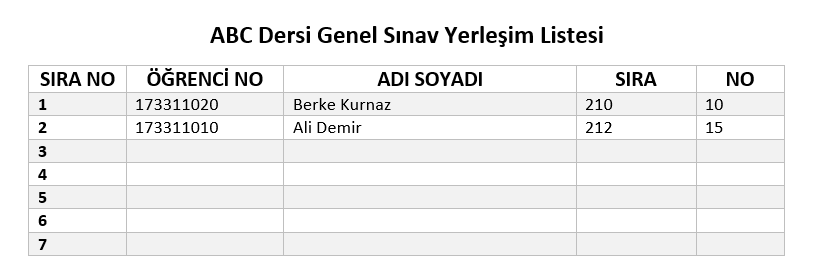 ABC Dersi Genel Sınav Yerleşim Listesi
SIRA NO ÖĞRENCİ NO ADI SOYADI SIRA NO
1 173311020 Berke Kurnaz 210 10
2 173311010 Ali Demir 212 15
3
4
5
6
7